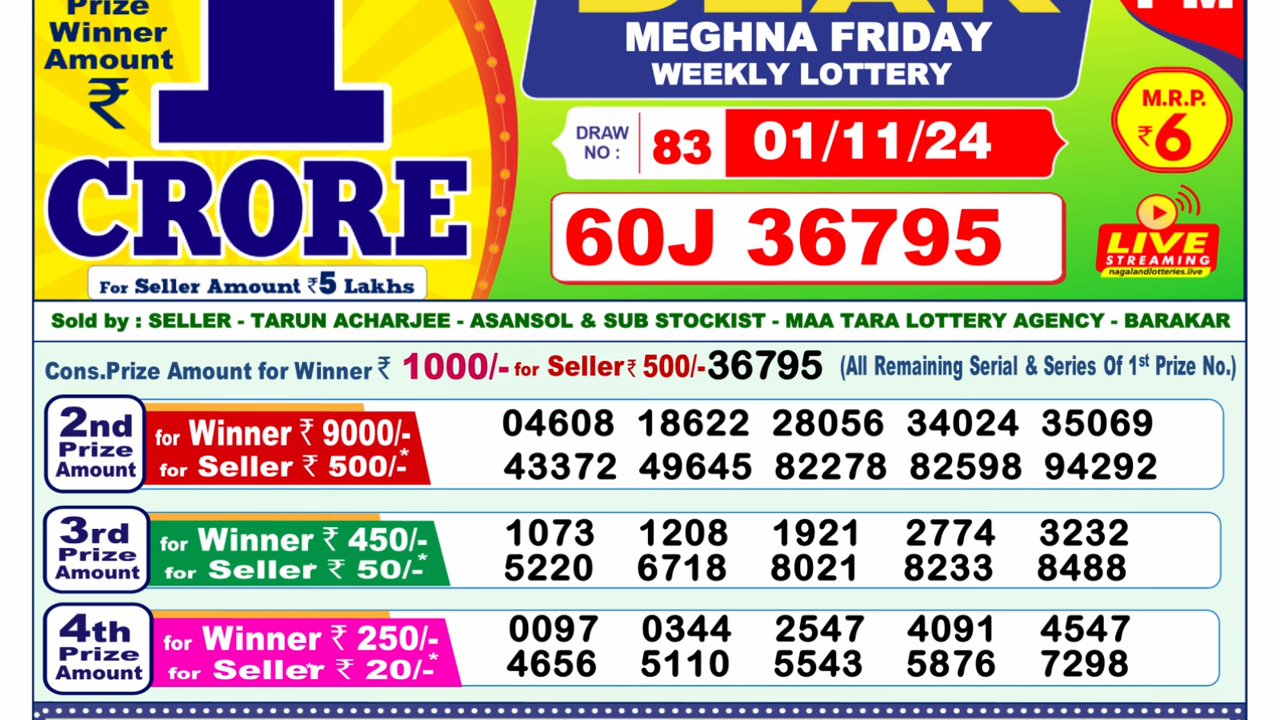 Prize
Winner
Amount
₹
1
CRORE
For Seller Amount ₹5 Lakhs
DEAR
MEGHNA FRIDAY
WEEKLY LOTTERY
PM
DRAW NO : 83 01/11/24
M.R.P.
₹6
60J 36795
LIVE
STREAMING
nagalandlotteries.live
Sold by : SELLER - TARUN ACHARJEE - ASANSOL & SUB STOCKIST - MAA TARA LOTTERY AGENCY - BARAKAR
Cons.Prize Amount for Winner ₹ 1000/- for Seller ₹ 500/- 36795 (All Remaining Serial & Series Of 1st Prize No.)
2nd Prize Amount
for Winner ₹ 9000/-
for Seller ₹ 500/-*
04608 18622 28056 34024 35069
43372 49645 82278 82598 94292
3rd Prize Amount
for Winner ₹ 450/-
for Seller ₹ 50/-*
1073 1208 1921 2774 3232
5220 6718 8021 8233 8488
4th Prize Amount
for Winner ₹ 250/-
for Seller ₹ 20/-*
0097 0344 2547 4091 4547
4656 5110 5543 5876 7298